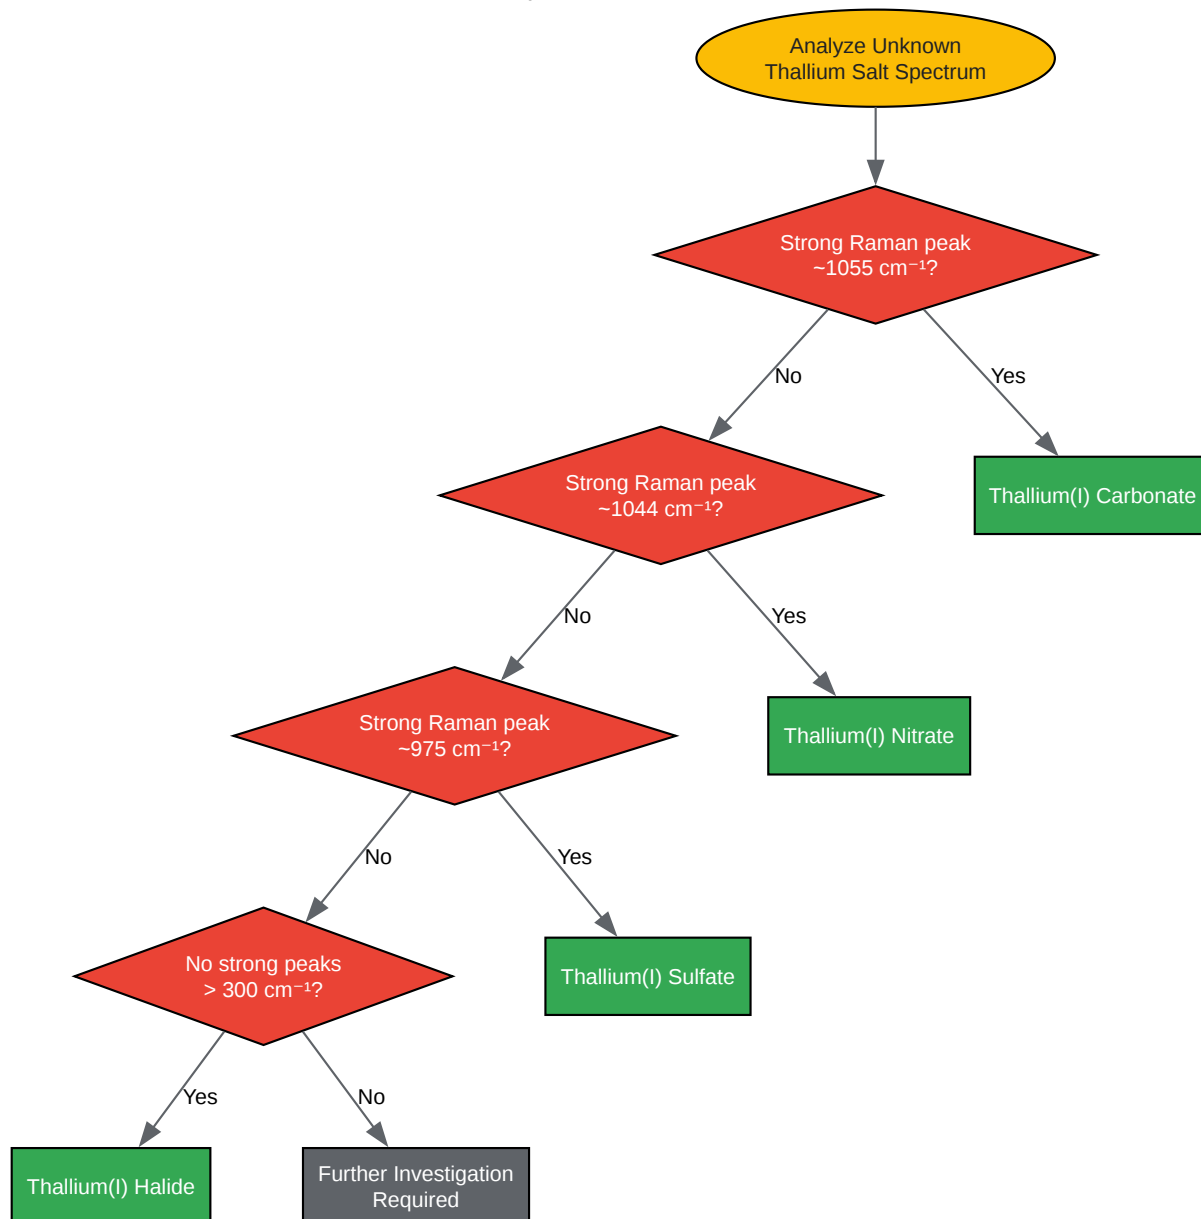 Analyze Unknown
Thallium Salt Spectrum
Strong Raman peak
~1055 cm⁻¹?
No
Yes
Strong Raman peak
~1044 cm⁻¹?
Thallium(I) Carbonate
No
Yes
Strong Raman peak
~975 cm⁻¹?
Thallium(I) Nitrate
No
Yes
No strong peaks
> 300 cm⁻¹?
Thallium(I) Sulfate
Yes
No
Thallium(I) Halide
Further Investigation
Required